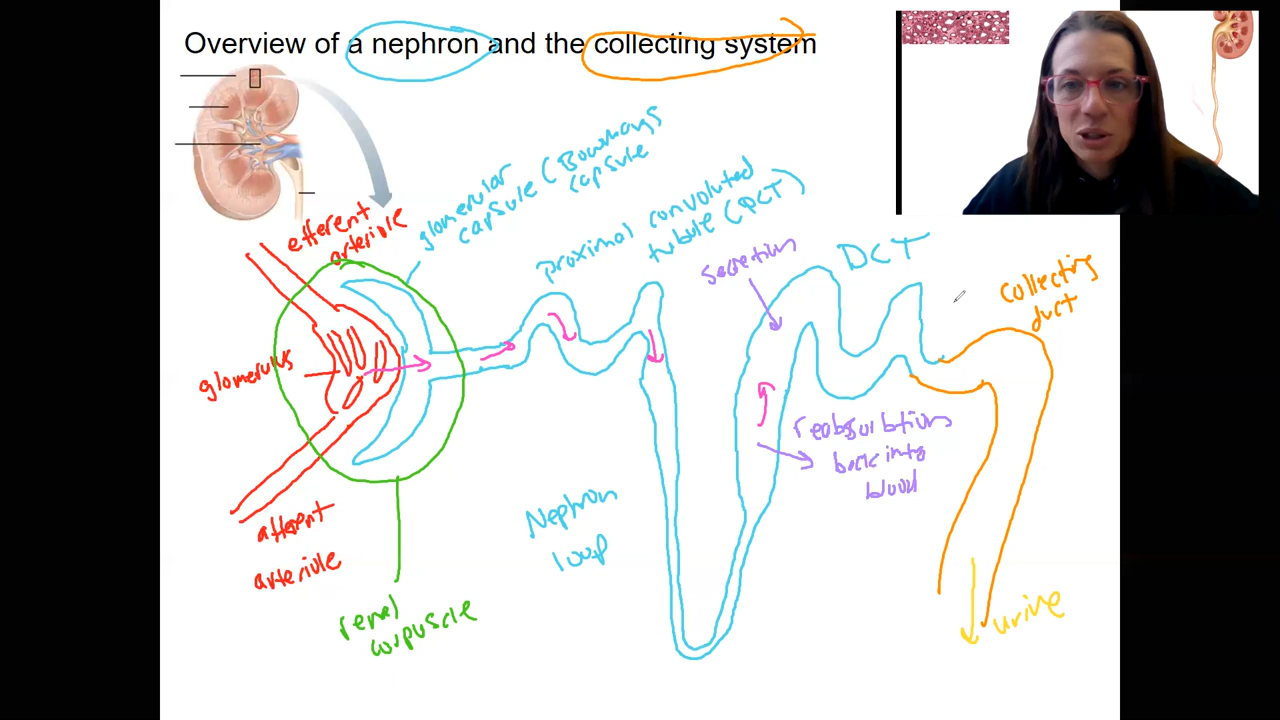 Overview of a nephron and the collecting system
efferent
arteriole
glomerular
capsule (Bowmans
capsule
proximal convoluted
tubule (PCT)
secretion
DCT
collecting
duct
glomerulus
reabsorbtion
back into
blood
afferent
arteriole
Nephron
loop
renal
corpuscle
urine